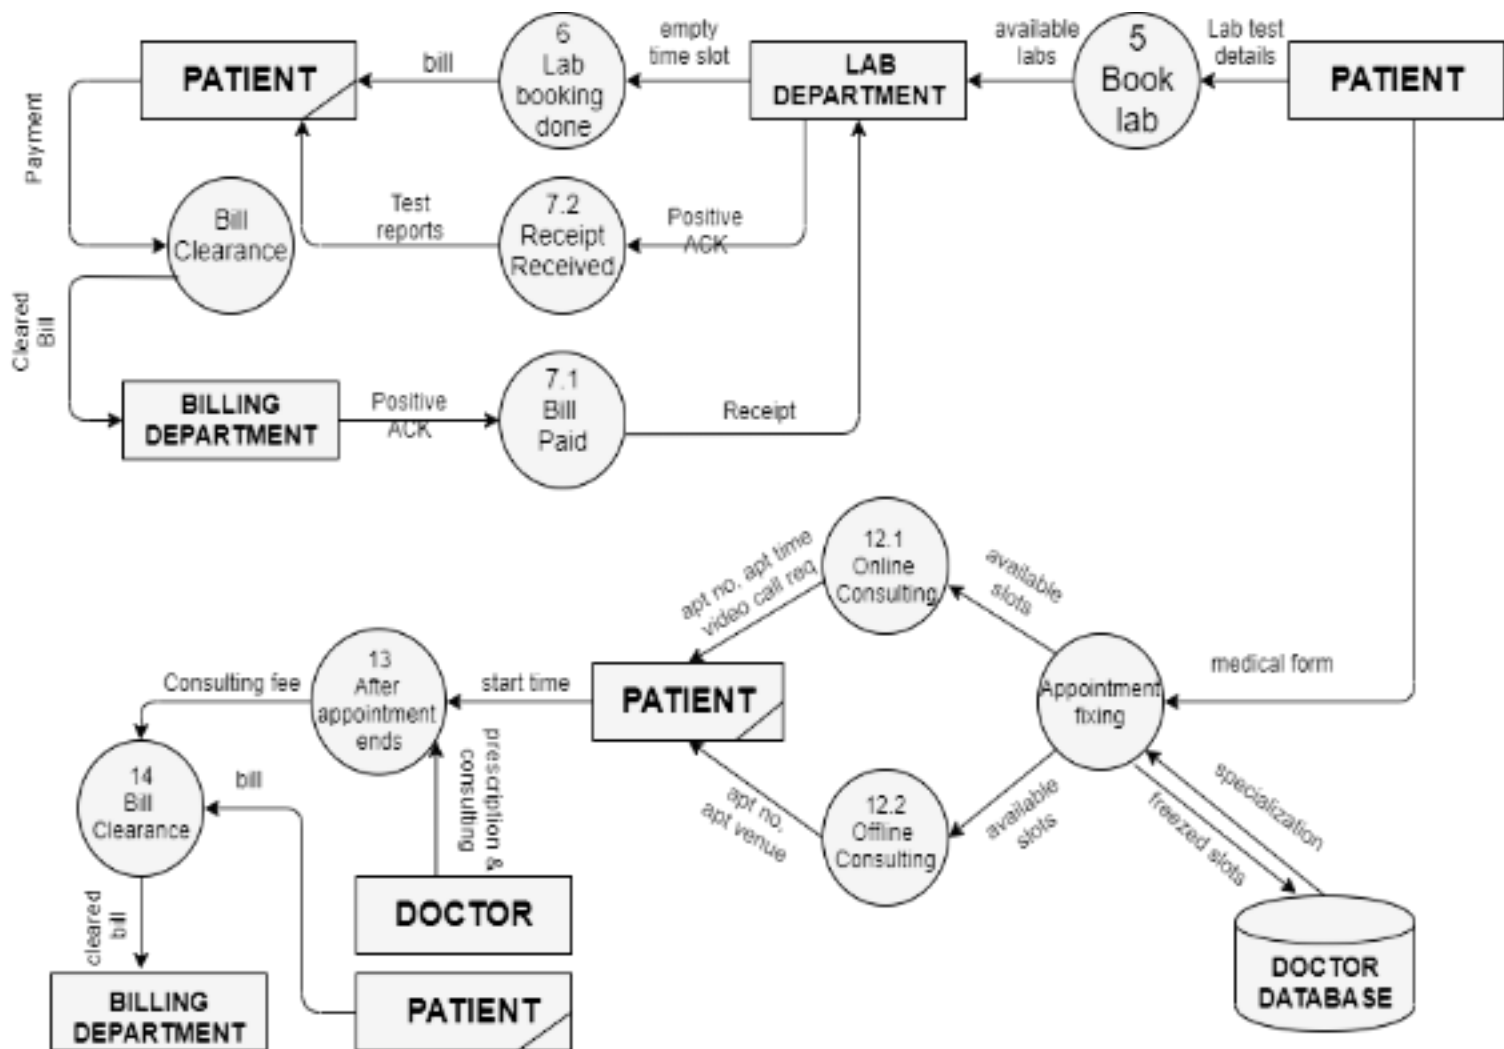 PATIENT
bill
6
Lab
booking
done
empty
time slot
LAB
DEPARTMENT
available
labs
5
Book
lab
Lab test
details
PATIENT
Payment
Bill
Clearance
Test
reports
7.2
Receipt
Received
Positive
ACK
Cleared
Bill
BILLING
DEPARTMENT
Positive
ACK
7.1
Bill
Paid
Receipt
12.1
Online
Consulting
apt no, apt time
video call req
available
slots
medical form
Appointment
fixing
PATIENT
start time
13
After
appointment
ends
Consulting fee
14
Bill
Clearance
bill
prescription &
consulting
apt no,
apt venue
12.2
Offline
Consulting
available
slots
specialization
freezed slots
DOCTOR
cleared
bill
BILLING
DEPARTMENT
PATIENT
DOCTOR
DATABASE